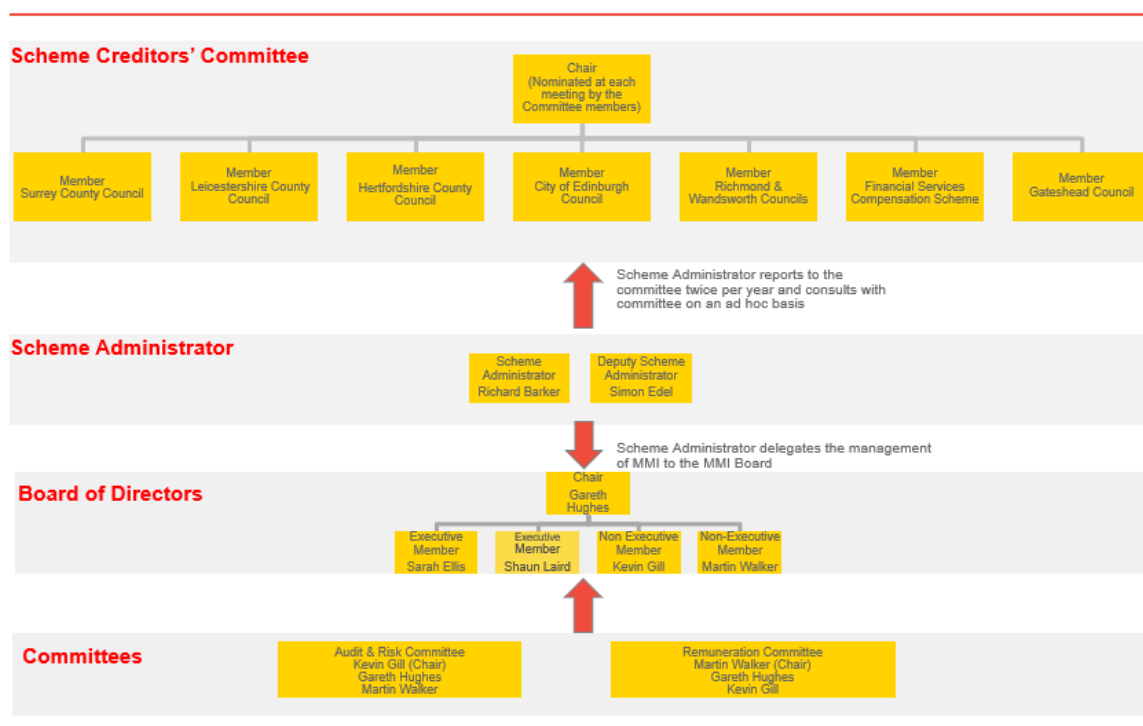 Scheme Creditors' Committee
Chair
(Nominated at each
meeting by the
Committee members)
Member
Surrey County Council
Member
Leicestershire County
Council
Member
Hertfordshire County
Council
Member
City of Edinburgh
Council
Member
Richmond &
Wandsworth Councils
Member
Financial Services
Compensation Scheme
Member
Gateshead Council
Scheme Administrator reports to the
committee twice per year and consults with
committee on an ad hoc basis
Scheme Administrator
Scheme
Administrator
Richard Barker
Deputy Scheme
Administrator
Simon Edel
Scheme Administrator delegates the management
of MMI to the MMI Board
Board of Directors
Chair
Gareth
Hughes
Executive
Member
Sarah Ellis
Executive
Member
Shaun Laird
Non Executive
Member
Kevin Gill
Non-Executive
Member
Martin Walker
Committees
Audit & Risk Committee
Kevin Gill (Chair)
Gareth Hughes
Martin Walker
Remuneration Committee
Martin Walker (Chair)
Gareth Hughes
Kevin Gill